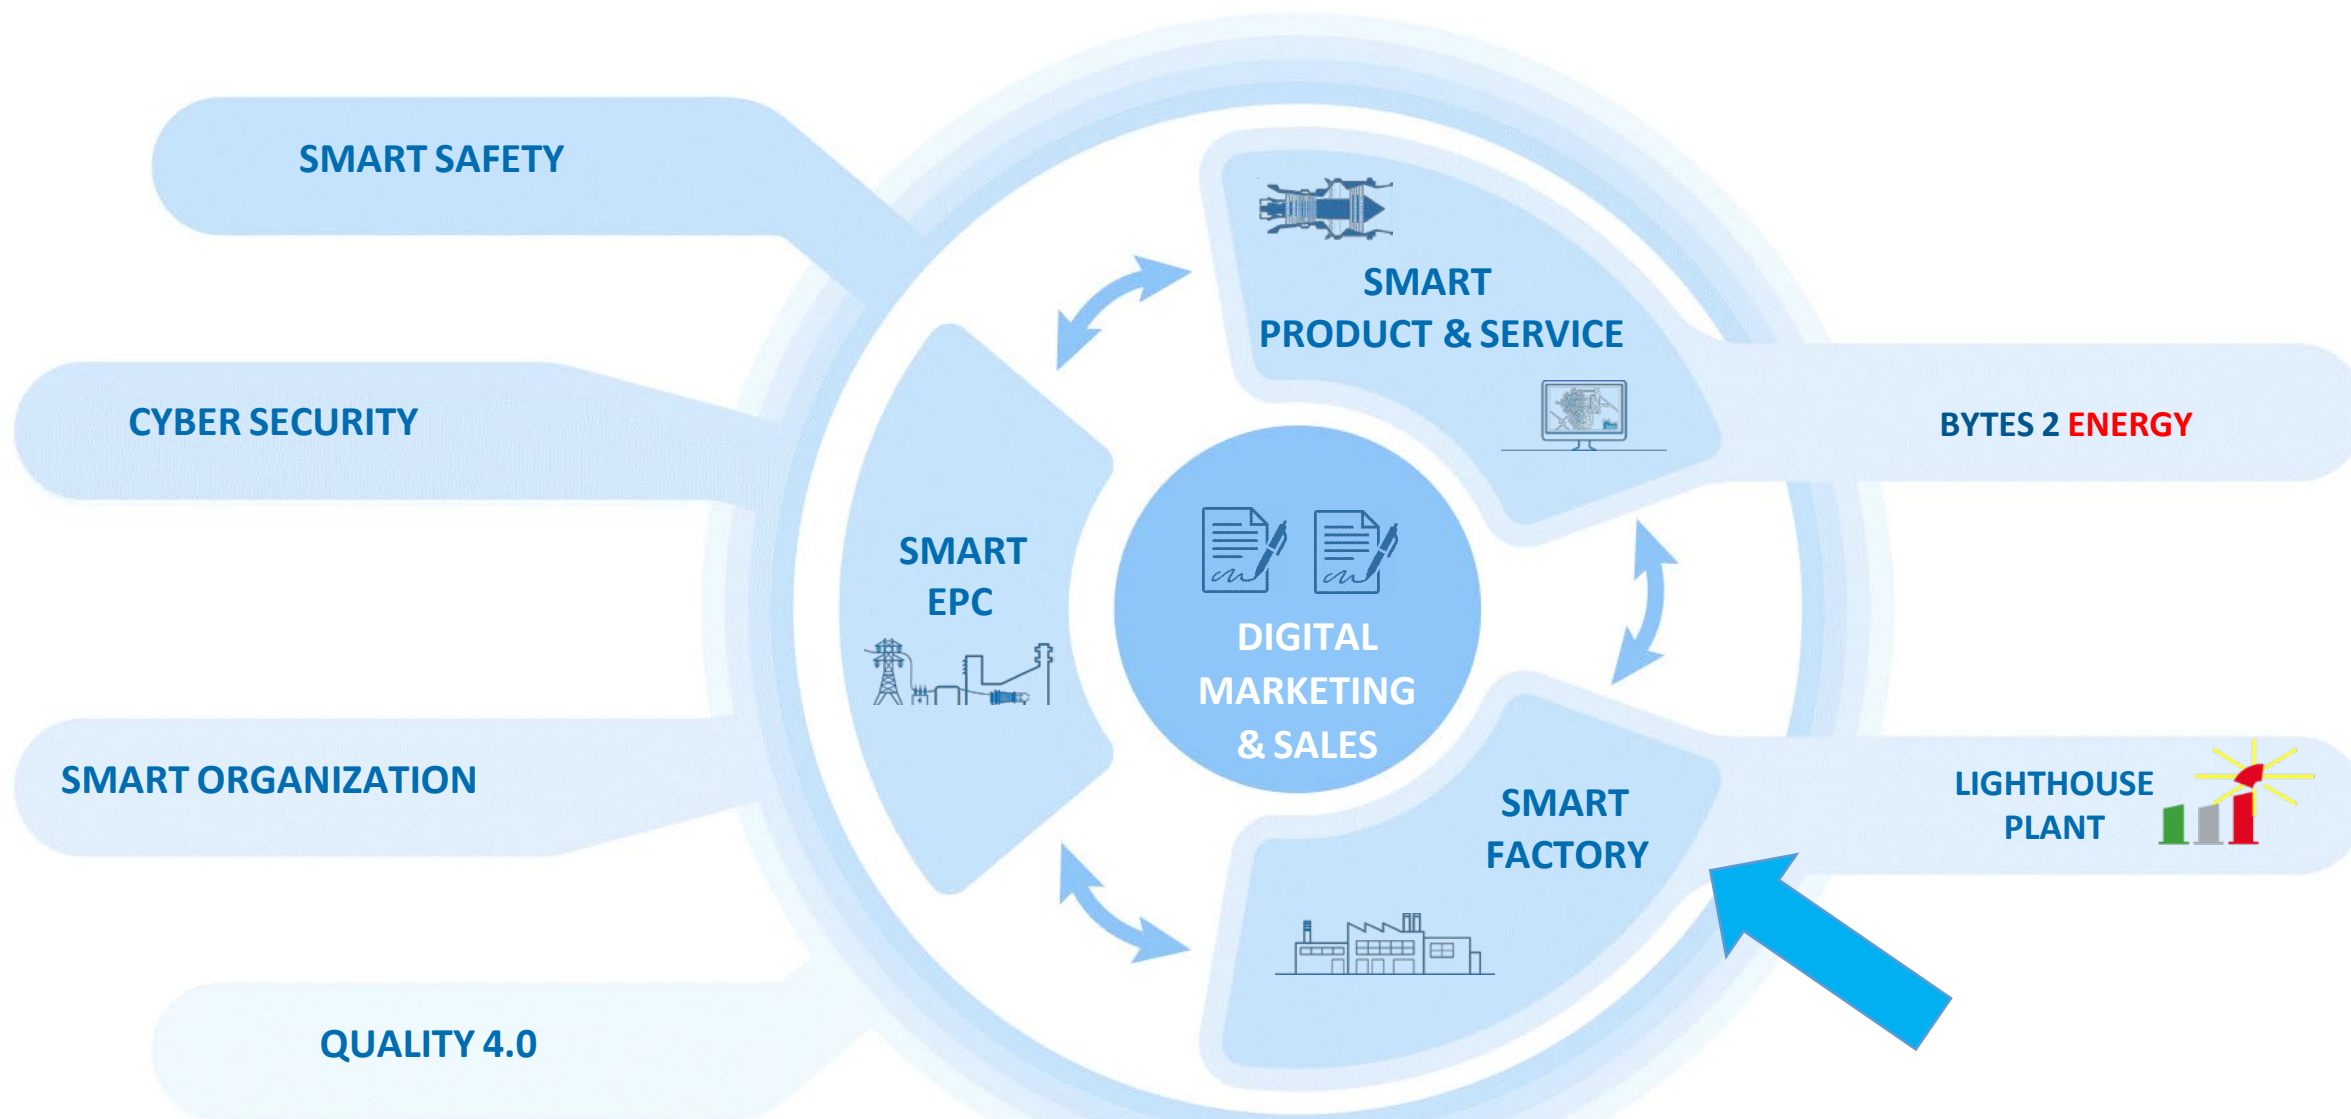 SMART SAFETY
CYBER SECURITY
SMART ORGANIZATION
QUALITY 4.0
SMART
PRODUCT & SERVICE
SMART
EPC
DIGITAL
MARKETING
& SALES
SMART
FACTORY
BYTES 2 ENERGY
LIGHTHOUSE
PLANT